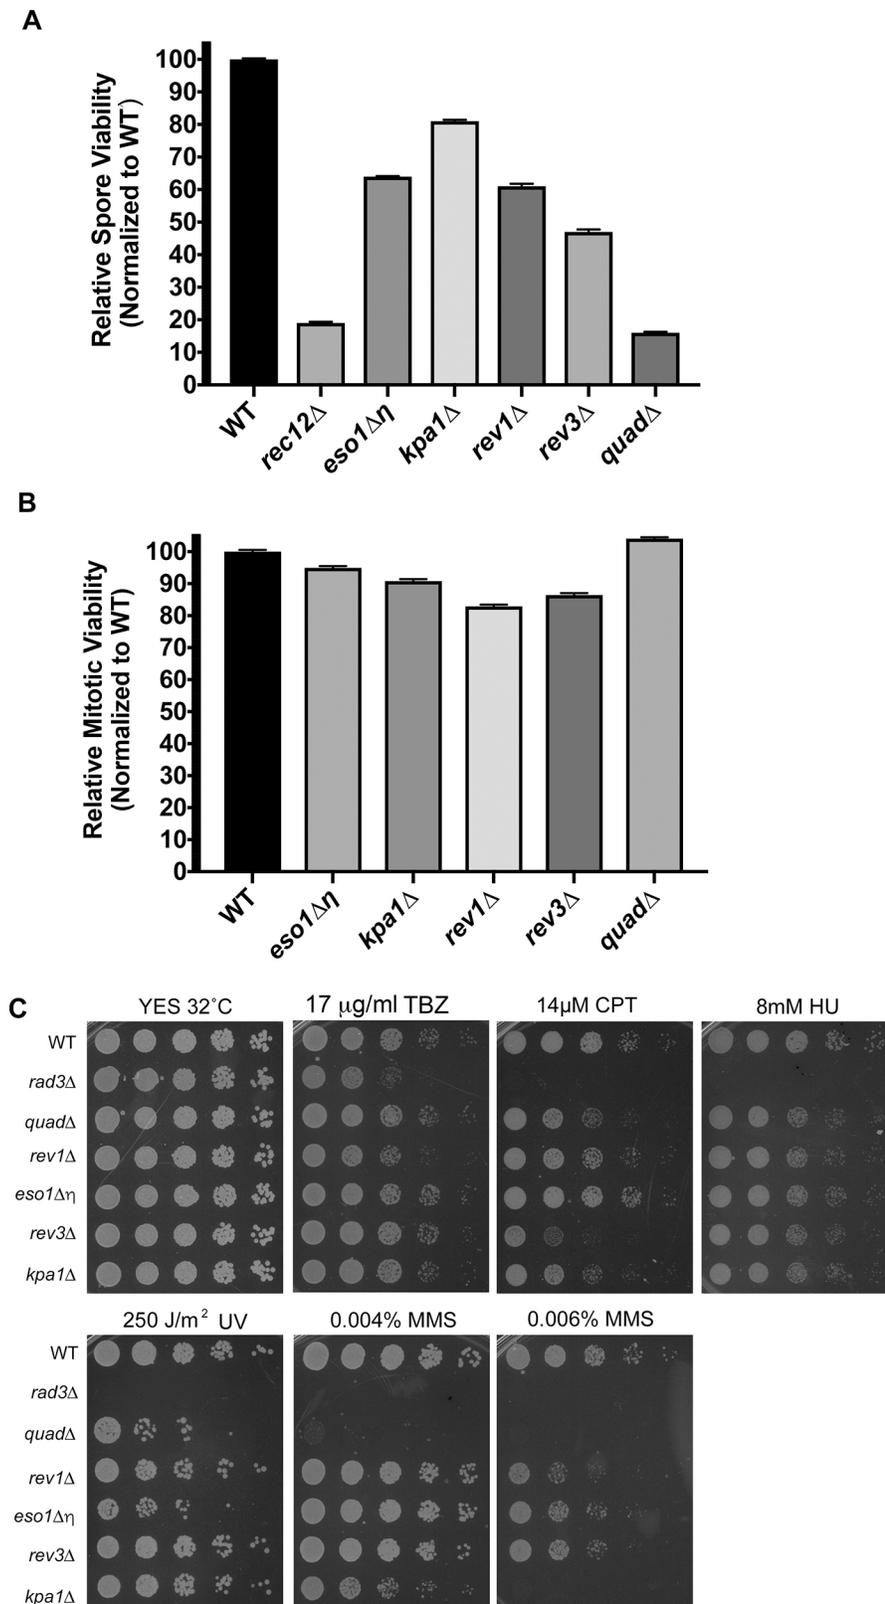 A
Relative Spore Viability
(Normalized to WT)
100
90
80
70
60
50
40
30
20
10
0
WT
rec12Δ
eso1Δη
kpa1Δ
rev1Δ
rev3Δ
quadΔ
B
Relative Mitotic Viability
(Normalized to WT)
100
90
80
70
60
50
40
30
20
10
0
WT
eso1Δη
kpa1Δ
rev1Δ
rev3Δ
quadΔ
C
YES 32˚C
17 μg/ml TBZ
14μM CPT
8mM HU
WT
rad3Δ
quadΔ
rev1Δ
eso1Δη
rev3Δ
kpa1Δ
250 J/m² UV
0.004% MMS
0.006% MMS
WT
rad3Δ
quadΔ
rev1Δ
eso1Δη
rev3Δ
kpa1Δ